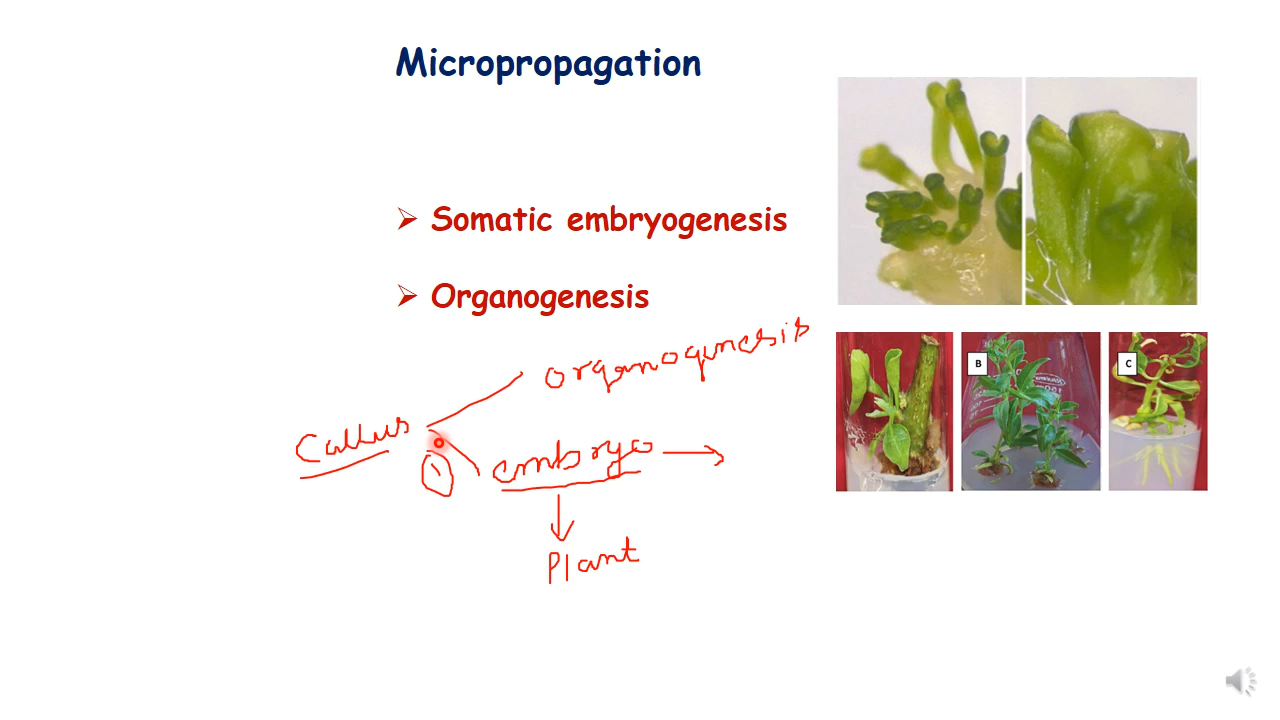 Micropropagation
➢ Somatic embryogenesis
➢ Organogenesis
organogenesis
Callus
embryo
Plant
B
C